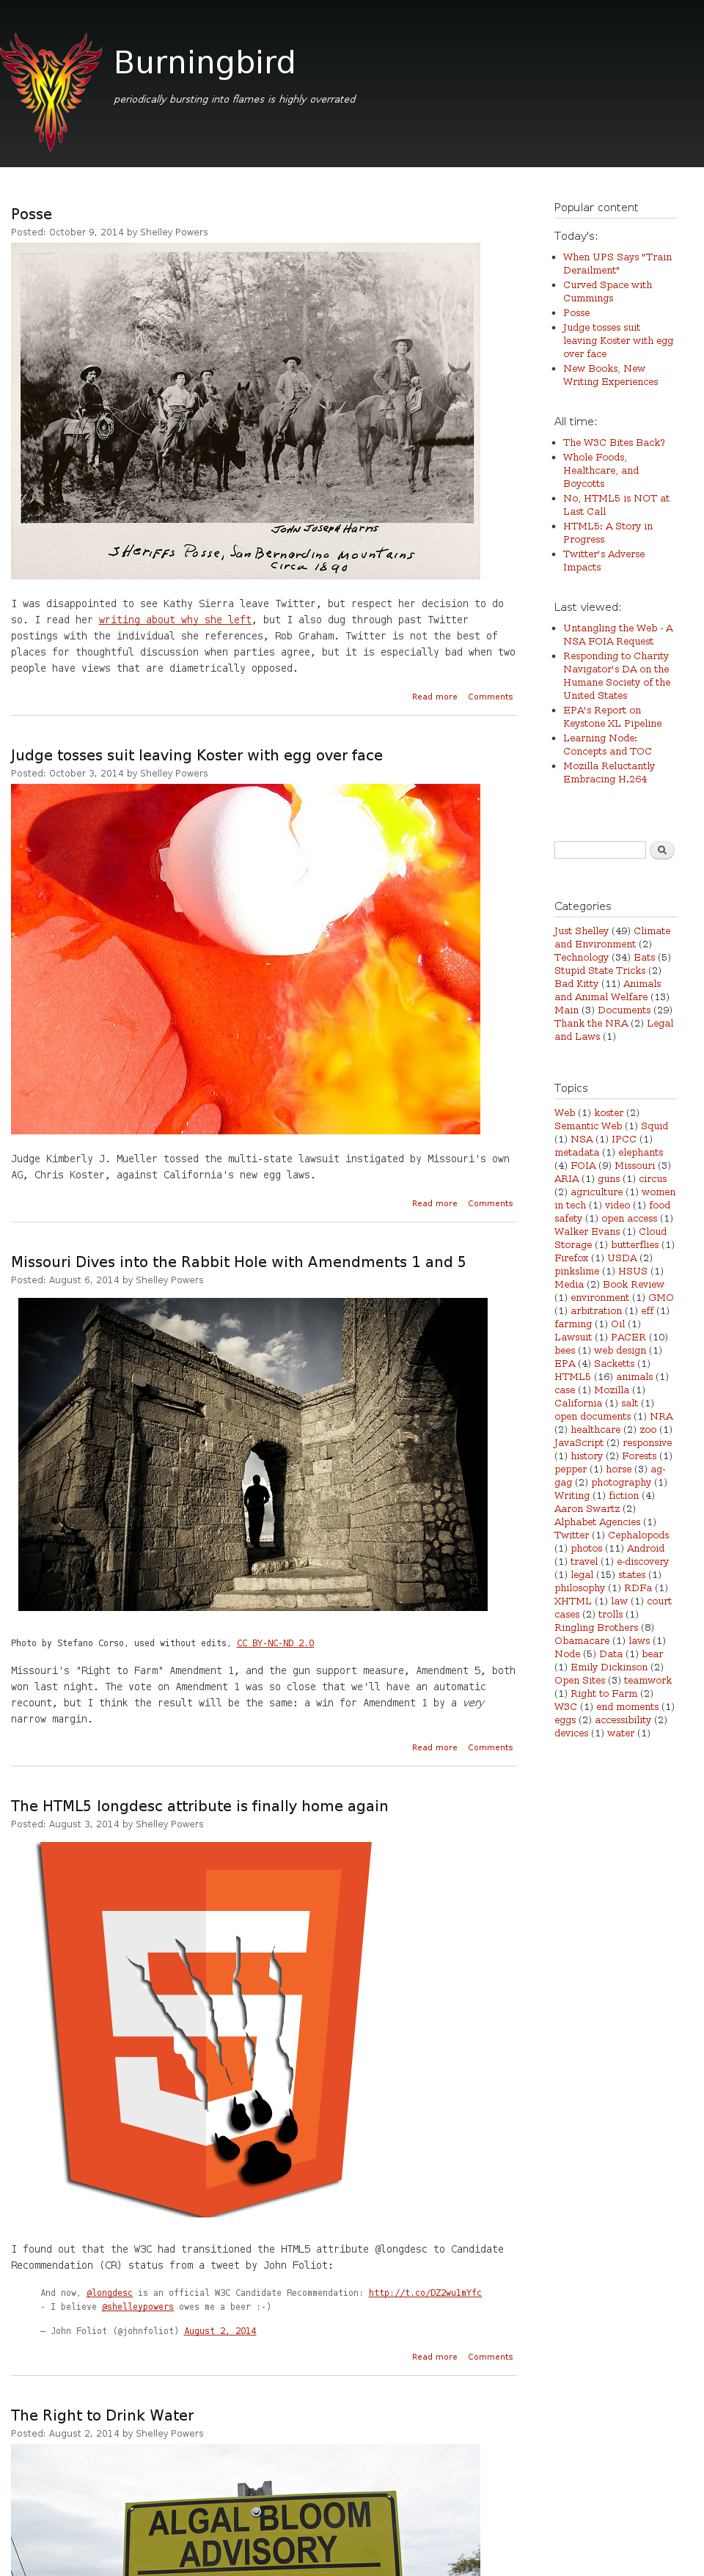 Burningbird
periodically bursting into flames is highly overrated
Posse
Posted: October 9, 2014 by Shelley Powers
John Joseph Harris
Sheriffs Posse, San Bernardino Mountains
Circa 1890
I was disappointed to see Kathy Sierra leave Twitter, but respect her decision to do
so. I read her writing about why she left, but I also dug through past Twitter
postings with the individual she references, Rob Graham. Twitter is not the best of
places for thoughtful discussion when parties agree, but it is especially bad when two
people have views that are diametrically opposed.
Read more Comments
Judge tosses suit leaving Koster with egg over face
Posted: October 3, 2014 by Shelley Powers
Judge Kimberly J. Mueller tossed the multi-state lawsuit instigated by Missouri's own
AG, Chris Koster, against California's new egg laws.
Read more Comments
Missouri Dives into the Rabbit Hole with Amendments 1 and 5
Posted: August 6, 2014 by Shelley Powers
Photo by Stefano Corso, used without edits, CC BY-NC-ND 2.0
Missouri's "Right to Farm" Amendment 1, and the gun support measure, Amendment 5, both
won last night. The vote on Amendment 1 was so close that we'll have an automatic
recount, but I think the result will be the same: a win for Amendment 1 by a very
narrow margin.
Read more Comments
The HTML5 longdesc attribute is finally home again
Posted: August 3, 2014 by Shelley Powers
I found out that the W3C had transitioned the HTML5 attribute @longdesc to Candidate
Recommendation (CR) status from a tweet by John Foliot:
And now, @longdesc is an official W3C Candidate Recommendation: http://t.co/DZ2wu1mYfc
- I believe @shelleypowers owes me a beer :-)
— John Foliot (@johnfoliot) August 2, 2014
Read more Comments
The Right to Drink Water
Posted: August 2, 2014 by Shelley Powers
ALGAL BLOOM
ADVISORY
Popular content
Today's:
When UPS Says "Train
Derailment"
Curved Space with
Cummings
Posse
Judge tosses suit
leaving Koster with egg
over face
New Books, New
Writing Experiences
All time:
The W3C Bites Back?
Whole Foods,
Healthcare, and
Boycotts
No, HTML5 is NOT at
Last Call
HTML5: A Story in
Progress
Twitter's Adverse
Impacts
Last viewed:
Untangling the Web - A
NSA FOIA Request
Responding to Charity
Navigator's DA on the
Humane Society of the
United States
EPA's Report on
Keystone XL Pipeline
Learning Node:
Concepts and TOC
Mozilla Reluctantly
Embracing H.264
Categories
Just Shelley (49) Climate
and Environment (2)
Technology (34) Eats (5)
Stupid State Tricks (2)
Bad Kitty (11) Animals
and Animal Welfare (13)
Main (3) Documents (29)
Thank the NRA (2) Legal
and Laws (1)
Topics
Web (1) koster (2)
Semantic Web (1) Squid
(1) NSA (1) IPCC (1)
metadata (1) elephants
(4) FOIA (9) Missouri (3)
ARIA (1) guns (1) circus
(2) agriculture (1) women
in tech (1) video (1) food
safety (1) open access (1)
Walker Evans (1) Cloud
Storage (1) butterflies (1)
Firefox (1) USDA (2)
pinkslime (1) HSUS (1)
Media (2) Book Review
(1) environment (1) GMO
(1) arbitration (1) eff (1)
farming (1) Oil (1)
Lawsuit (1) PACER (10)
bees (1) web design (1)
EPA (4) Sacketts (1)
HTML5 (16) animals (1)
case (1) Mozilla (1)
California (1) salt (1)
open documents (1) NRA
(2) healthcare (2) zoo (1)
JavaScript (2) responsive
(1) history (2) Forests (1)
pepper (1) horse (3) ag-
gag (2) photography (1)
Writing (1) fiction (4)
Aaron Swartz (2)
Alphabet Agencies (1)
Twitter (1) Cephalopods
(1) photos (11) Android
(1) travel (1) e-discovery
(1) legal (15) states (1)
philosophy (1) RDFa (1)
XHTML (1) law (1) court
cases (2) trolls (1)
Ringling Brothers (8)
Obamacare (1) laws (1)
Node (5) Data (1) bear
(1) Emily Dickinson (2)
Open Sites (3) teamwork
(1) Right to Farm (2)
W3C (1) end moments (1)
eggs (2) accessibility (2)
devices (1) water (1)